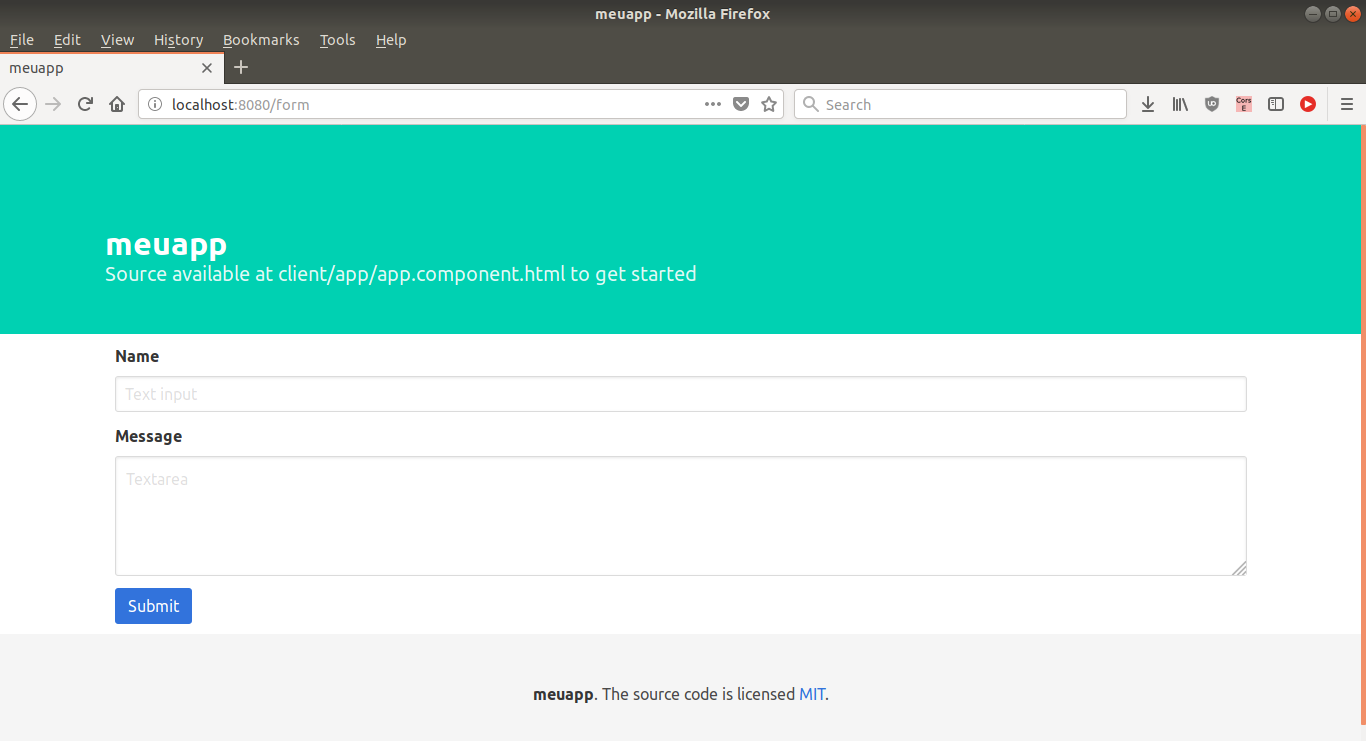 meuapp - Mozilla Firefox
File Edit View History Bookmarks Tools Help
meuapp
localhost:8080/form
Search
UO
Cors
E
meuapp
Source available at client/app/app.component.html to get started
Name
Text input
Message
Textarea
Submit
meuapp. The source code is licensed MIT.